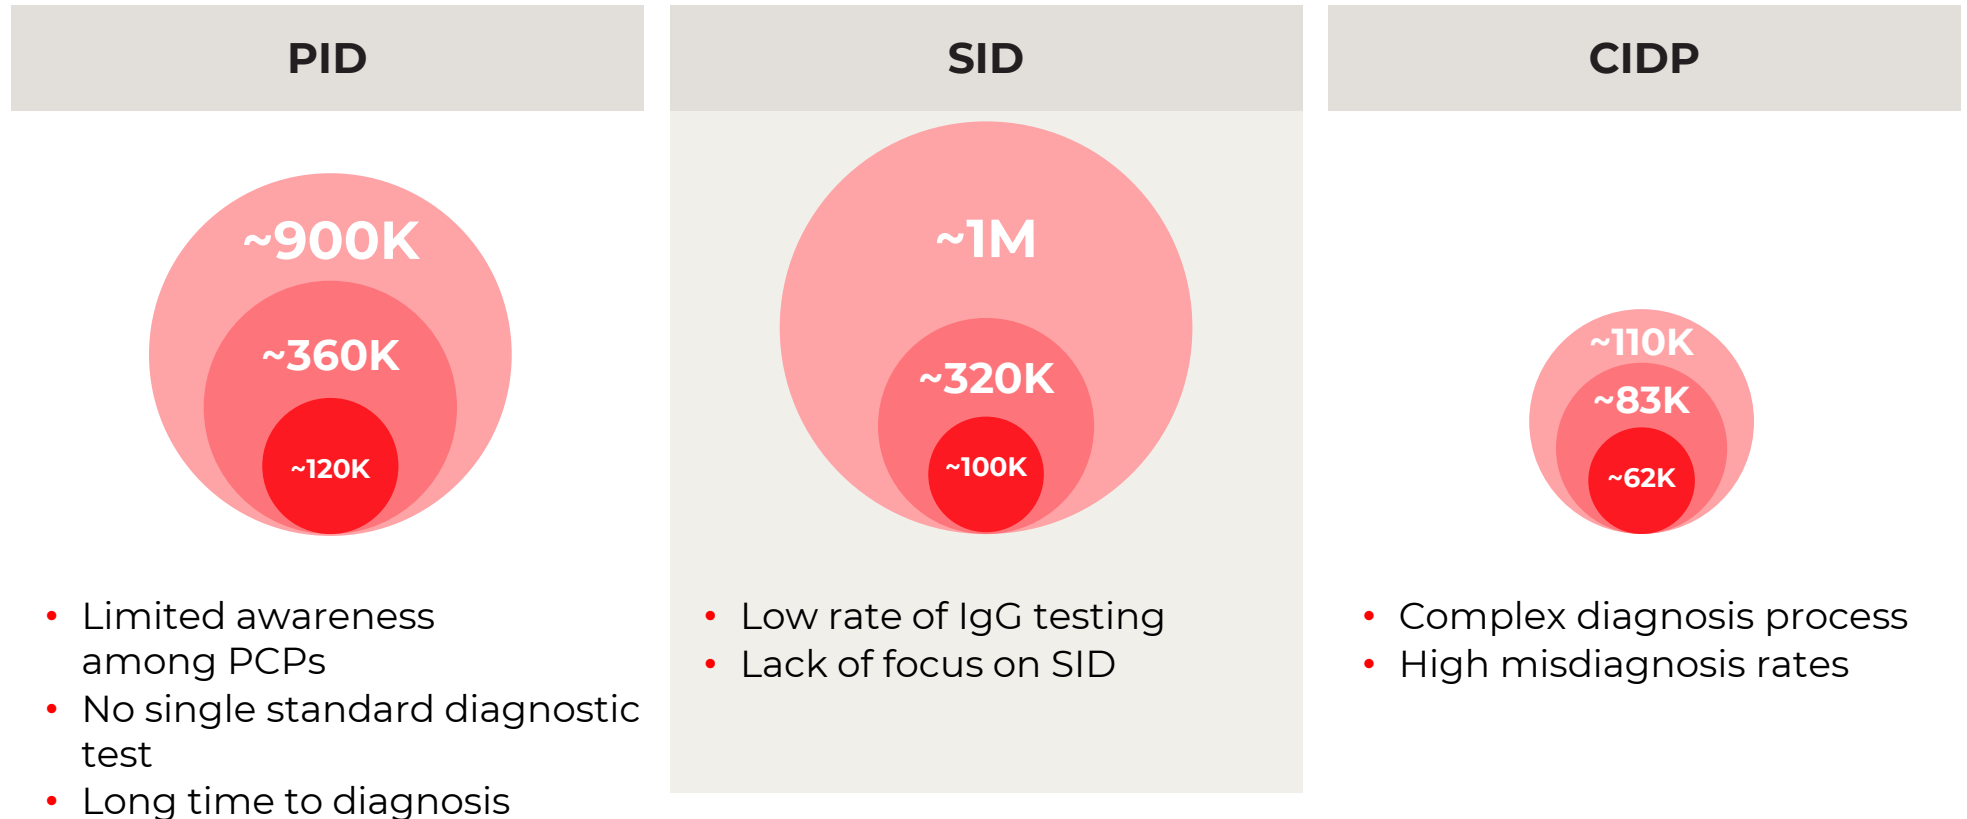 PID
~900K
~360K
~120K
• Limited awareness
among PCPs
• No single standard diagnostic
test
• Long time to diagnosis
SID
~1M
~320K
~100K
• Low rate of IgG testing
• Lack of focus on SID
CIDP
~110K
~83K
~62K
• Complex diagnosis process
• High misdiagnosis rates